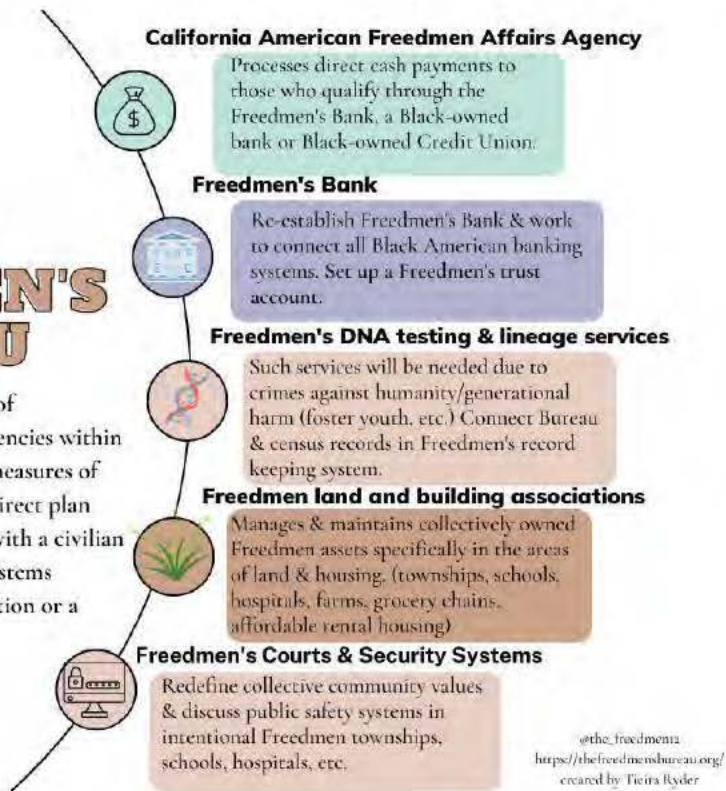 California American Freedmen Affairs Agency
Processes direct cash payments to
those who qualify through the
Freedmen's Bank, a Black-owned
bank or Black-owned Credit Union.
Freedmen's Bank
Re-establish Freedmen's Bank & work
to connect all Black American banking
systems. Set up a Freedmen's trust
account.
EN'S
U
of
encies within
neasures of
irect plan
vith a civilian
stems
tion or a
Freedmen's DNA testing & lineage services
Such services will be needed due to
crimes against humanity/generational
harm (foster youth, etc.) Connect Bureau
& census records in Freedmen's record
keeping system.
Freedmen land and building associations
Manages & maintains collectively owned
Freedmen assets specifically in the areas
of land & housing. (townships, schools,
hospitals, farms, grocery chains,
affordable rental housing)
Freedmen's Courts & Security Systems
Redefine collective community values
& discuss public safety systems in
intentional Freedmen townships,
schools, hospitals, etc.
https://thefreedmensbureau.org/
created by Tieira Ryder